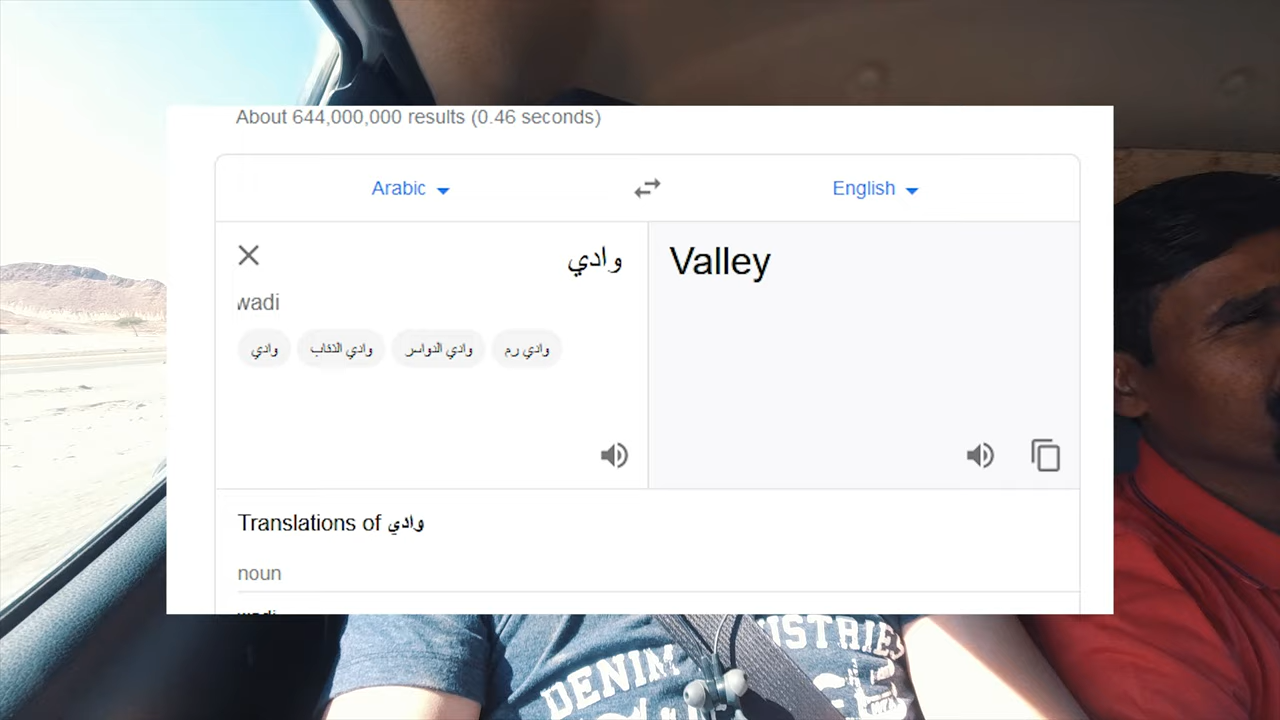 About 644,000,000 results (0.46 seconds)
Arabic English
وادي
Valley
wadi
وادي وادي الذئاب وادي الدواسر وادي رم
Translations of وادي
noun
wadi
DENIM